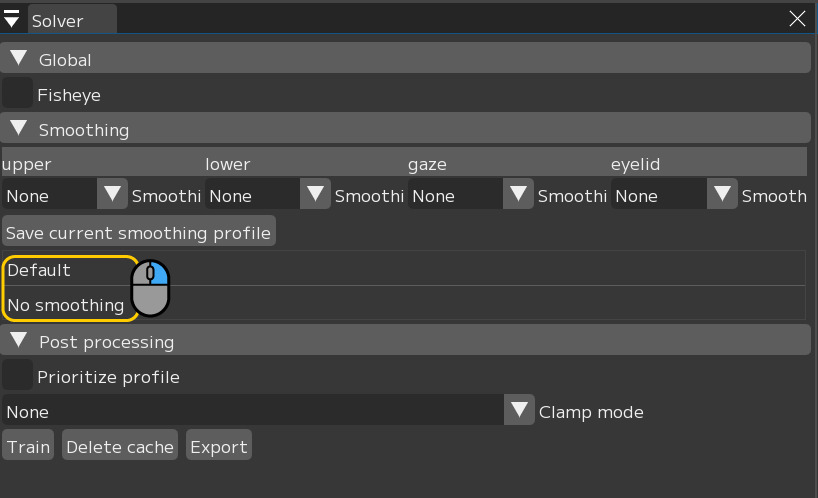 Solver
Global
Fisheye
Smoothing
upper lower gaze eyelid
None Smoothi None Smoothi None Smoothi None Smooth
Save current smoothing profile
Default
No smoothing
Post processing
Prioritize profile
None Clamp mode
Train Delete cache Export